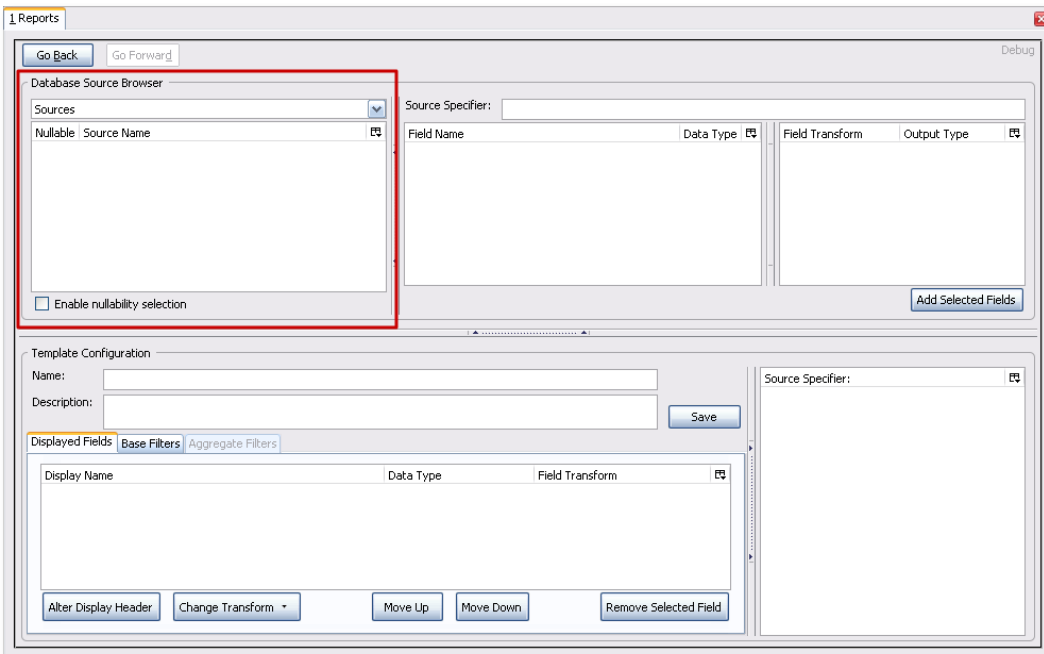 1 Reports
Go Back Go Forward Debug
Database Source Browser
Sources Source Specifier:
Nullable Source Name Field Name Data Type Field Transform Output Type
Enable nullability selection Add Selected Fields
Template Configuration
Name: Source Specifier:
Description:
Save
Displayed Fields Base Filters Aggregate Filters
Display Name Data Type Field Transform
Alter Display Header Change Transform Move Up Move Down Remove Selected Field